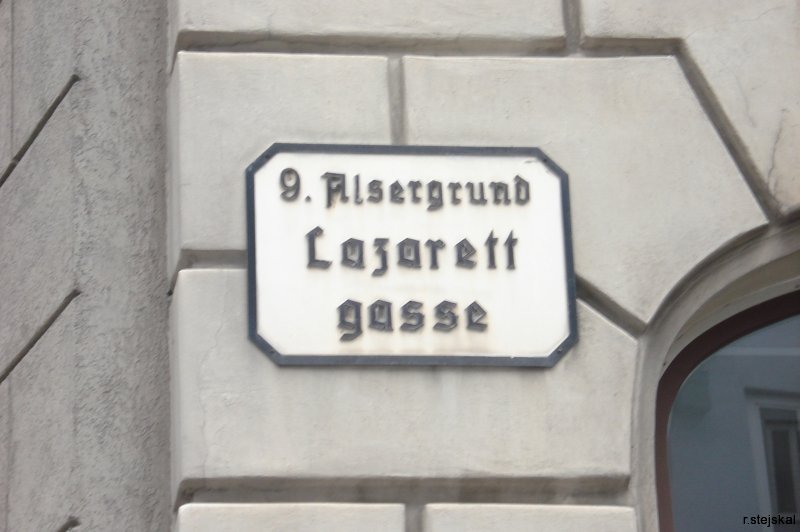 9. Alsergrund
Lazarett
gasse
r.stejskal